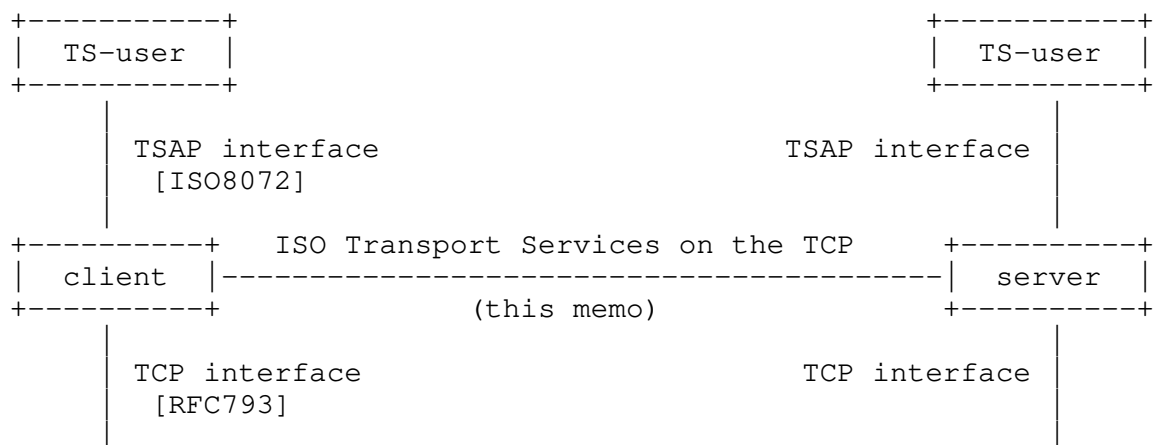 +-----------+                                      +-----------+
|  TS-user  |                                      |  TS-user  |
+-----------+                                      +-----------+
     |                                                    |
     | TSAP interface                      TSAP interface |
     |  [ISO8072]                                         |
     |                                                    |
+----------+   ISO Transport Services on the TCP     +----------+
|  client  |-----------------------------------------|  server  |
+----------+              (this memo)                +----------+
     |                                                    |
     | TCP interface                        TCP interface |
     |  [RFC793]                                          |
     |                                                    |